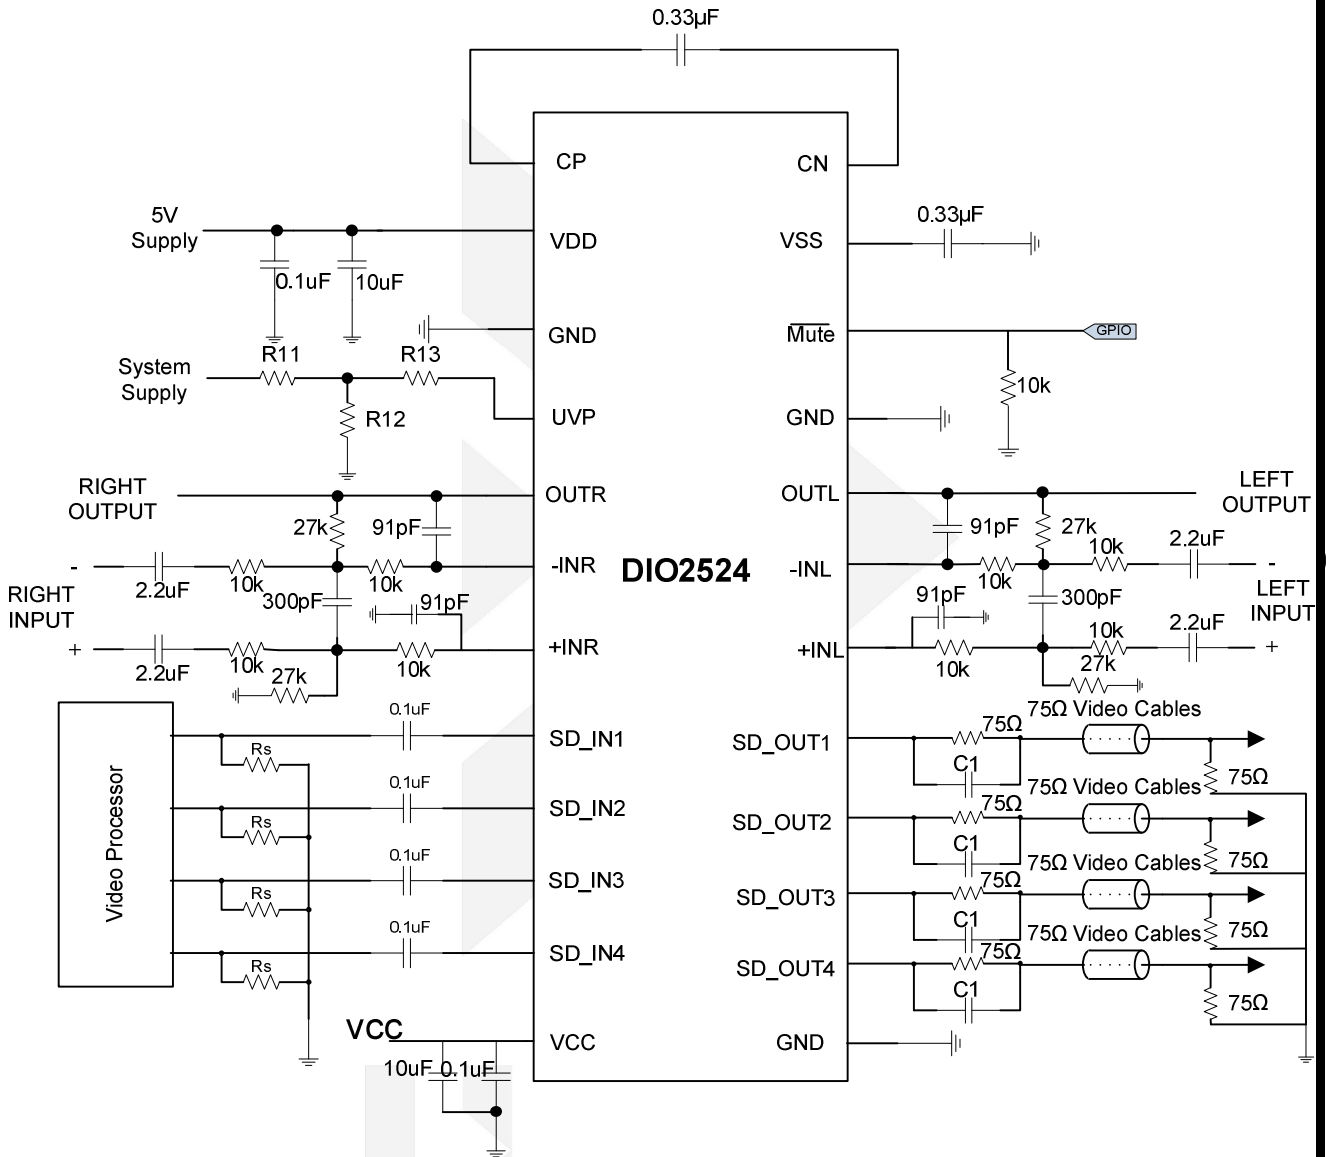 0.33µF
CP
CN
5V
Supply
VDD
0.1uF
10uF
0.33µF
VSS
GND
Mute
GPIO
10k
System
Supply
R11
R13
R12
UVP
GND
RIGHT
OUTPUT
OUTR
27k
91pF
-
2.2uF
10k
10k
-INR
RIGHT
INPUT
300pF
91pF
+
2.2uF
10k
10k
+INR
27k
DIO2524
OUTL
LEFT
OUTPUT
91pF
27k
10k
2.2uF
-INL
10k
-
LEFT
INPUT
91pF
300pF
10k
2.2uF
+INL
10k
+
27k
Video Processor
0.1uF
Rs
SD_IN1
0.1uF
Rs
SD_IN2
0.1uF
Rs
SD_IN3
0.1uF
Rs
SD_IN4
75Ω Video Cables
75Ω
SD_OUT1
C1
75Ω
75Ω Video Cables
75Ω
SD_OUT2
C1
75Ω
75Ω Video Cables
75Ω
SD_OUT3
C1
75Ω
75Ω Video Cables
75Ω
SD_OUT4
C1
75Ω
VCC
VCC
10uF
0.1uF
GND